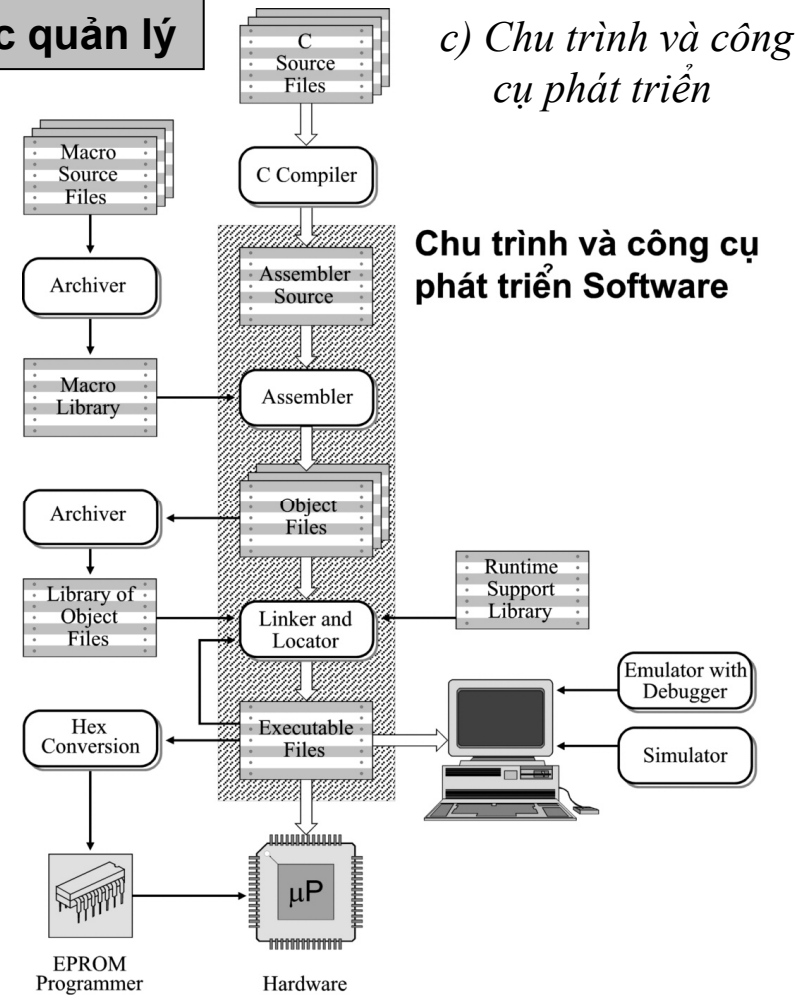 c quản lý
c) Chu trình và công
cụ phát triển
Chu trình và công cụ
phát triển Software
C
Source
Files
Macro
Source
Files
C Compiler
Archiver
Assembler
Source
Macro
Library
Assembler
Archiver
Object
Files
Library of
Object
Files
Linker and
Locator
Runtime
Support
Library
Hex
Conversion
Executable
Files
Emulator with
Debugger
Simulator
μP
EPROM
Programmer
Hardware